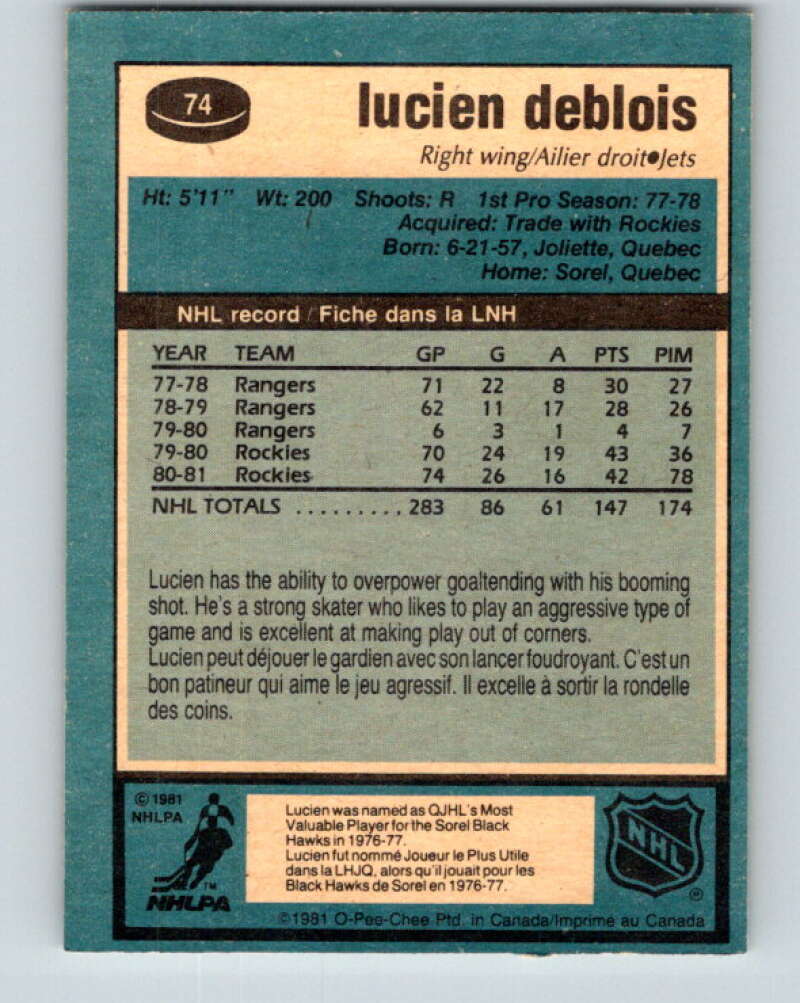 74
lucien deblois
Right wing/Ailier droit●Jets
Ht: 5'11" Wt: 200 Shoots: R 1st Pro Season: 77-78
Acquired: Trade with Rockies
Born: 6-21-57, Joliette, Quebec
Home: Sorel, Quebec
NHL record / Fiche dans la LNH
YEAR TEAM GP G A PTS PIM
77-78 Rangers 71 22 8 30 27
78-79 Rangers 62 11 17 28 26
79-80 Rangers 6 3 1 4 7
79-80 Rockies 70 24 19 43 36
80-81 Rockies 74 26 16 42 78
NHL TOTALS ......... 283 86 61 147 174
Lucien has the ability to overpower goaltending with his booming
shot. He's a strong skater who likes to play an aggressive type of
game and is excellent at making play out of corners.
Lucien peut déjouer le gardien avec son lancer foudroyant. C'est un
bon patineur qui aime le jeu agressif. Il excelle à sortir la rondelle
des coins.
© 1981
NHLPA
TM
NHLPA
Lucien was named as QJHL's Most
Valuable Player for the Sorel Black
Hawks in 1976-77.
Lucien fut nommé Joueur le Plus Utile
dans la LHJQ, alors qu'il jouait pour les
Black Hawks de Sorel en 1976-77.
NHL
®
©1981 O-Pee-Chee Ptd. in Canada/Imprimé au Canada